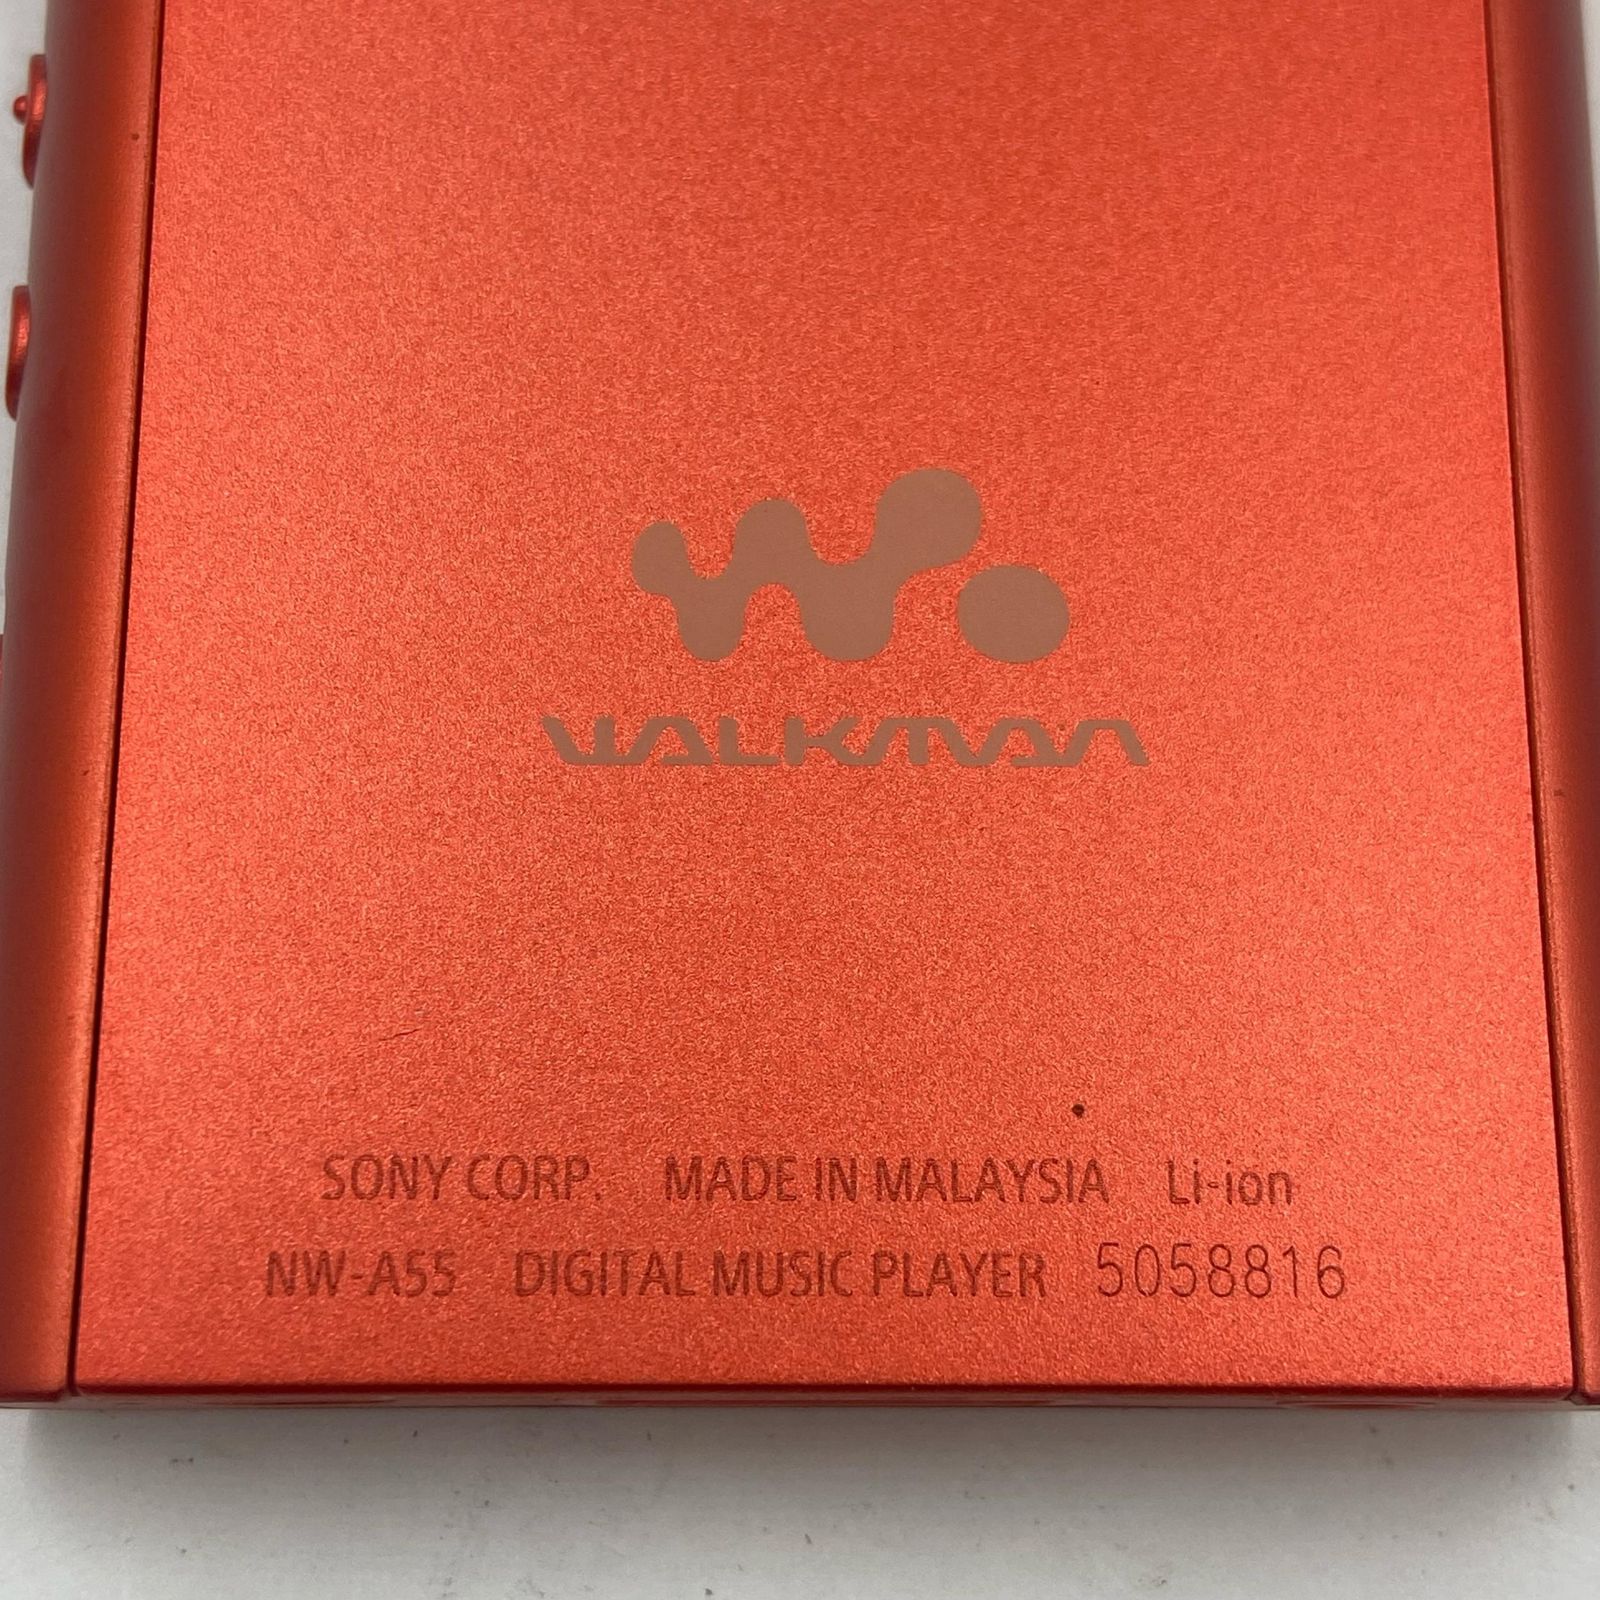 WALKMAN
SONY CORP. MADE IN MALAYSIA Li-ion
NW-A55 DIGITAL MUSIC PLAYER 5058816